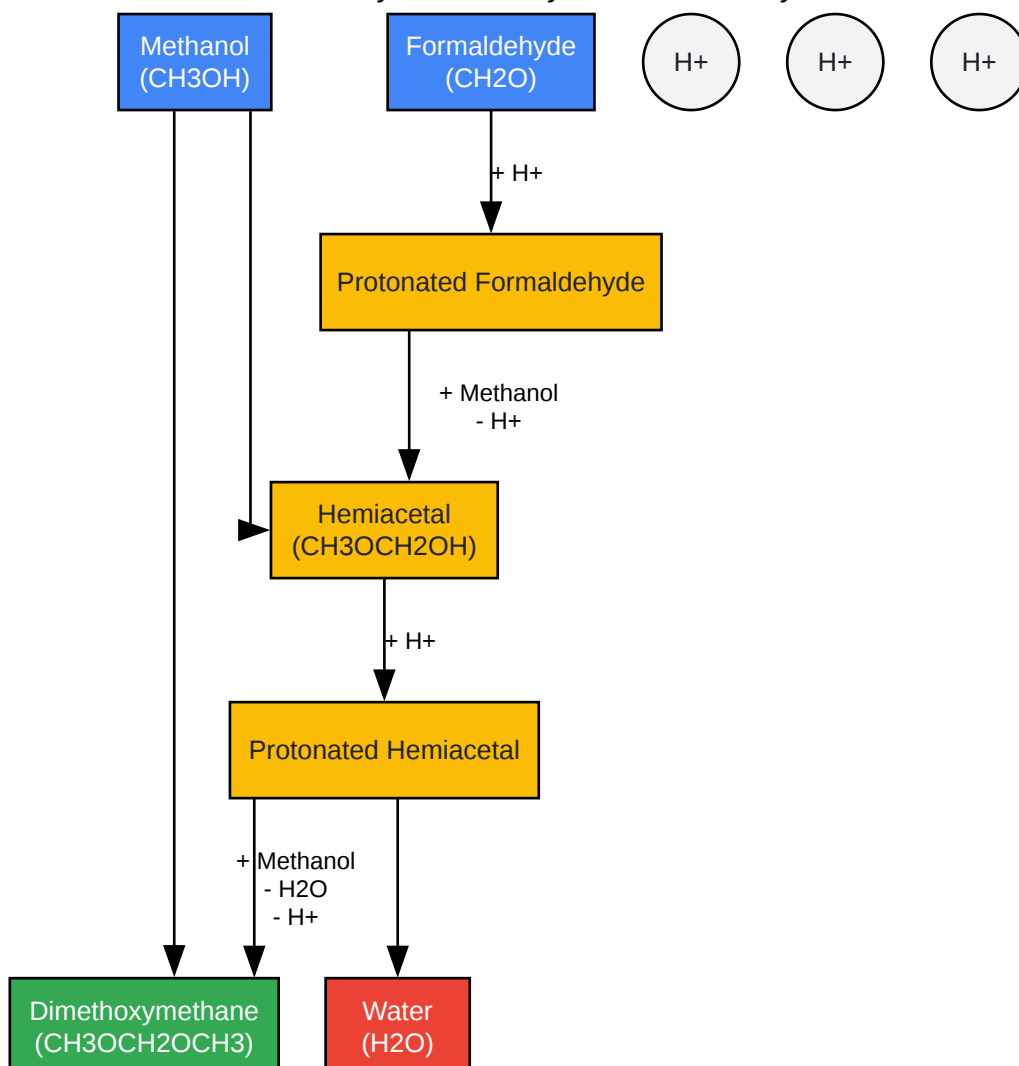 Methanol
(CH3OH)
Formaldehyde
(CH2O)
H+
H+
H+
+ H+
Protonated Formaldehyde
+ Methanol
- H+
Hemiacetal
(CH3OCH2OH)
+ H+
Protonated Hemiacetal
+ Methanol
- H2O
- H+
Dimethoxymethane
(CH3OCH2OCH3)
Water
(H2O)